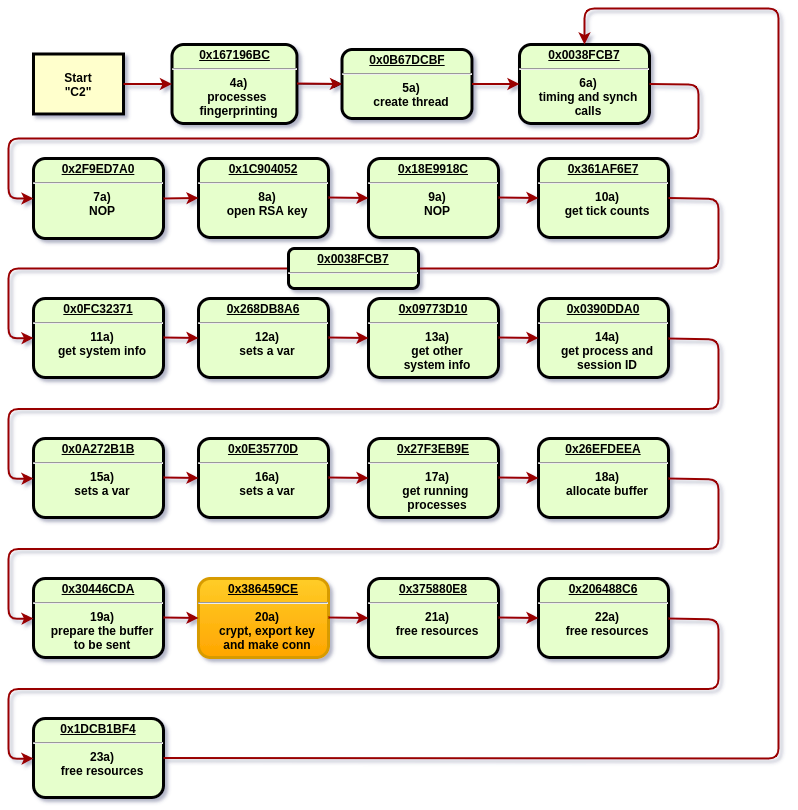 Start
"C2"
0x167196BC
4a)
processes
fingerprinting
0x0B67DCBF
5a)
create thread
0x0038FCB7
6a)
timing and synch
calls
0x2F9ED7A0
7a)
NOP
0x1C904052
8a)
open RSA key
0x18E9918C
9a)
NOP
0x361AF6E7
10a)
get tick counts
0x0038FCB7
0x0FC32371
11a)
get system info
0x268DB8A6
12a)
sets a var
0x09773D10
13a)
get other
system info
0x0390DDA0
14a)
get process and
session ID
0x0A272B1B
15a)
sets a var
0x0E35770D
16a)
sets a var
0x27F3EB9E
17a)
get running
processes
0x26EFDEEA
18a)
allocate buffer
0x30446CDA
19a)
prepare the buffer
to be sent
0x386459CE
20a)
crypt, export key
and make conn
0x375880E8
21a)
free resources
0x206488C6
22a)
free resources
0x1DCB1BF4
23a)
free resources